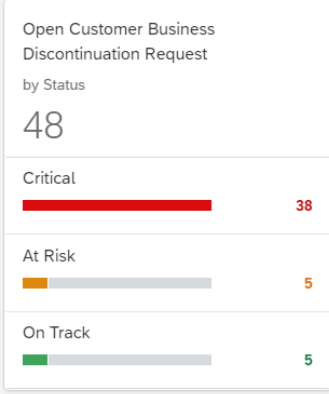 Open Customer Business
Discontinuation Request
by Status
48
Critical
38
At Risk
5
On Track
5